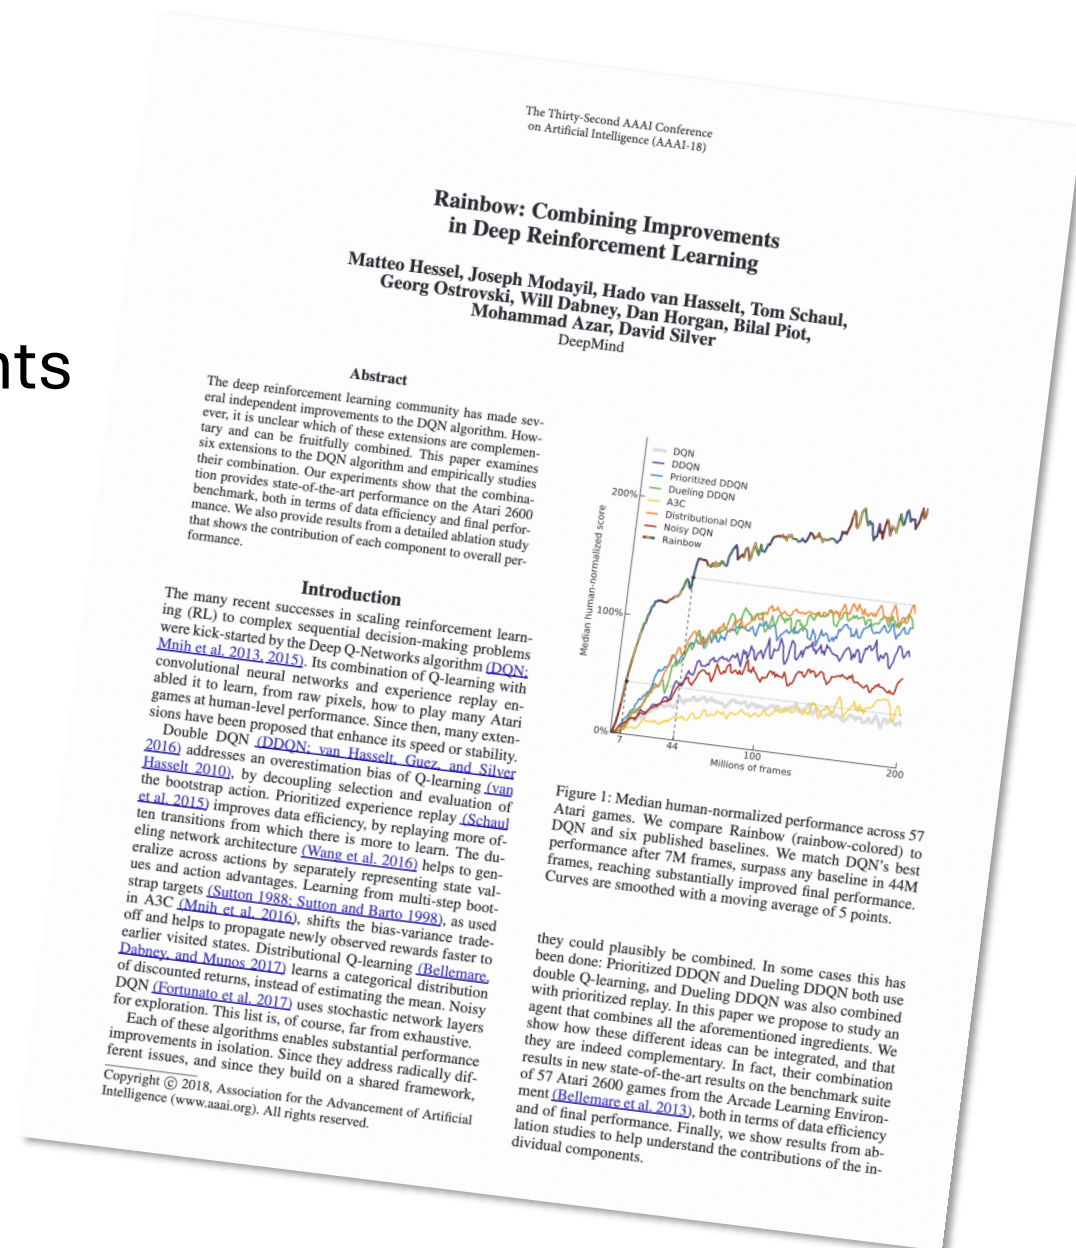 nts
The Thirty-Second AAAI Conference
on Artificial Intelligence (AAAI-18)
Rainbow: Combining Improvements
in Deep Reinforcement Learning
Matteo Hessel, Joseph Modayil, Hado van Hasselt, Tom Schaul,
Georg Ostrovski, Will Dabney, Dan Horgan, Bilal Piot,
Mohammad Azar, David Silver
DeepMind
Abstract
The deep reinforcement learning community has made sev-
eral independent improvements to the DQN algorithm. How-
ever, it is unclear which of these extensions are complemen-
tary and can be fruitfully combined. This paper examines
six extensions to the DQN algorithm and empirically studies
their combination. Our experiments show that the combina-
tion provides state-of-the-art performance on the Atari 2600
benchmark, both in terms of data efficiency and final perfor-
mance. We also provide results from a detailed ablation study
that shows the contribution of each component to overall per-
formance.
Introduction
The many recent successes in scaling reinforcement learn-
ing (RL) to complex sequential decision-making problems
were kick-started by the Deep Q-Networks algorithm (DQN;
Mnih et al. 2013, 2015). Its combination of Q-learning with
convolutional neural networks and experience replay en-
abled it to learn, from raw pixels, how to play many Atari
games at human-level performance. Since then, many exten-
sions have been proposed that enhance its speed or stability.
Double DQN (DDQN; van Hasselt, Guez, and Silver
2016) addresses an overestimation bias of Q-learning (van
Hasselt 2010), by decoupling selection and evaluation of
the bootstrap action. Prioritized experience replay (Schaul
et al. 2015) improves data efficiency, by replaying more of-
ten transitions from which there is more to learn. The du-
eling network architecture (Wang et al. 2016) helps to gen-
eralize across actions by separately representing state val-
ues and action advantages. Learning from multi-step boot-
strap targets (Sutton 1988; Sutton and Barto 1998), as used
in A3C (Mnih et al. 2016), shifts the bias-variance trade-
off and helps to propagate newly observed rewards faster to
earlier visited states. Distributional Q-learning (Bellemare,
Dabney, and Munos 2017) learns a categorical distribution
of discounted returns, instead of estimating the mean. Noisy
DQN (Fortunato et al. 2017) uses stochastic network layers
for exploration. This list is, of course, far from exhaustive.
Each of these algorithms enables substantial performance
improvements in isolation. Since they address radically dif-
ferent issues, and since they build on a shared framework,
Copyright © 2018, Association for the Advancement of Artificial
Intelligence (www.aaai.org). All rights reserved.
DQN
DDQN
Prioritized DDQN
Dueling DDQN
A3C
Distributional DQN
Noisy DQN
Rainbow
200%
100%
0%
Median human-normalized score
7
44
100
200
Millions of frames
Figure 1: Median human-normalized performance across 57
Atari games. We compare Rainbow (rainbow-colored) to
DQN and six published baselines. We match DQN's best
performance after 7M frames, surpass any baseline in 44M
frames, reaching substantially improved final performance.
Curves are smoothed with a moving average of 5 points.
they could plausibly be combined. In some cases this has
been done: Prioritized DDQN and Dueling DDQN both use
double Q-learning, and Dueling DDQN was also combined
with prioritized replay. In this paper we propose to study an
agent that combines all the aforementioned ingredients. We
show how these different ideas can be integrated, and that
they are indeed complementary. In fact, their combination
results in new state-of-the-art results on the benchmark suite
of 57 Atari 2600 games from the Arcade Learning Environ-
ment (Bellemare et al. 2013), both in terms of data efficiency
and of final performance. Finally, we show results from ab-
lation studies to help understand the contributions of the in-
dividual components.